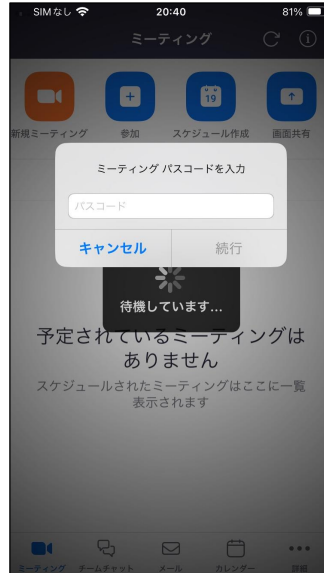 SIMなし 20:40 81%
ミーティング
19
新規ミーティング 参加 スケジュール作成 画面共有
ミーティング パスコードを入力
パスコード
キャンセル 続行
待機しています...
予定されているミーティングは
ありません
スケジュールされたミーティングはここに一覧
表示されます
ミーティング チームチャット メール カレンダー 詳細